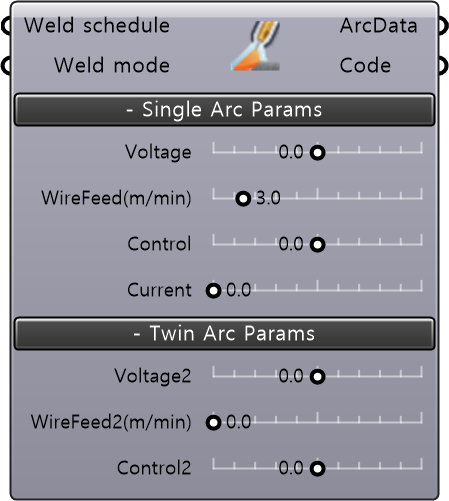 Weld schedule ArcData
Weld mode Code
- Single Arc Params
Voltage 0.0
WireFeed(m/min) 3.0
Control 0.0
Current 0.0
- Twin Arc Params
Voltage2 0.0
WireFeed2(m/min) 0.0
Control2 0.0